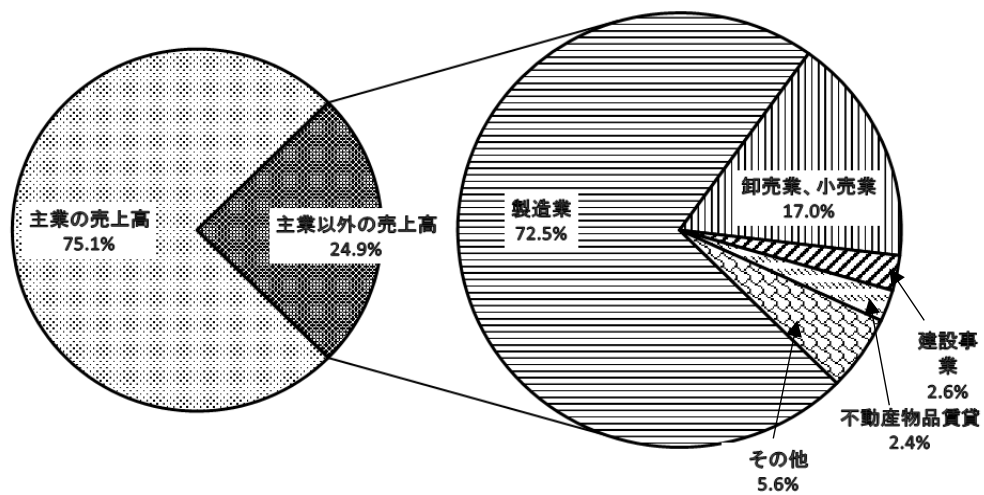 主業の売上高
75.1%
主業以外の売上高
24.9%
製造業
72.5%
卸売業、小売業
17.0%
建設事
業
2.6%
不動産物品賃貸
2.4%
その他
5.6%